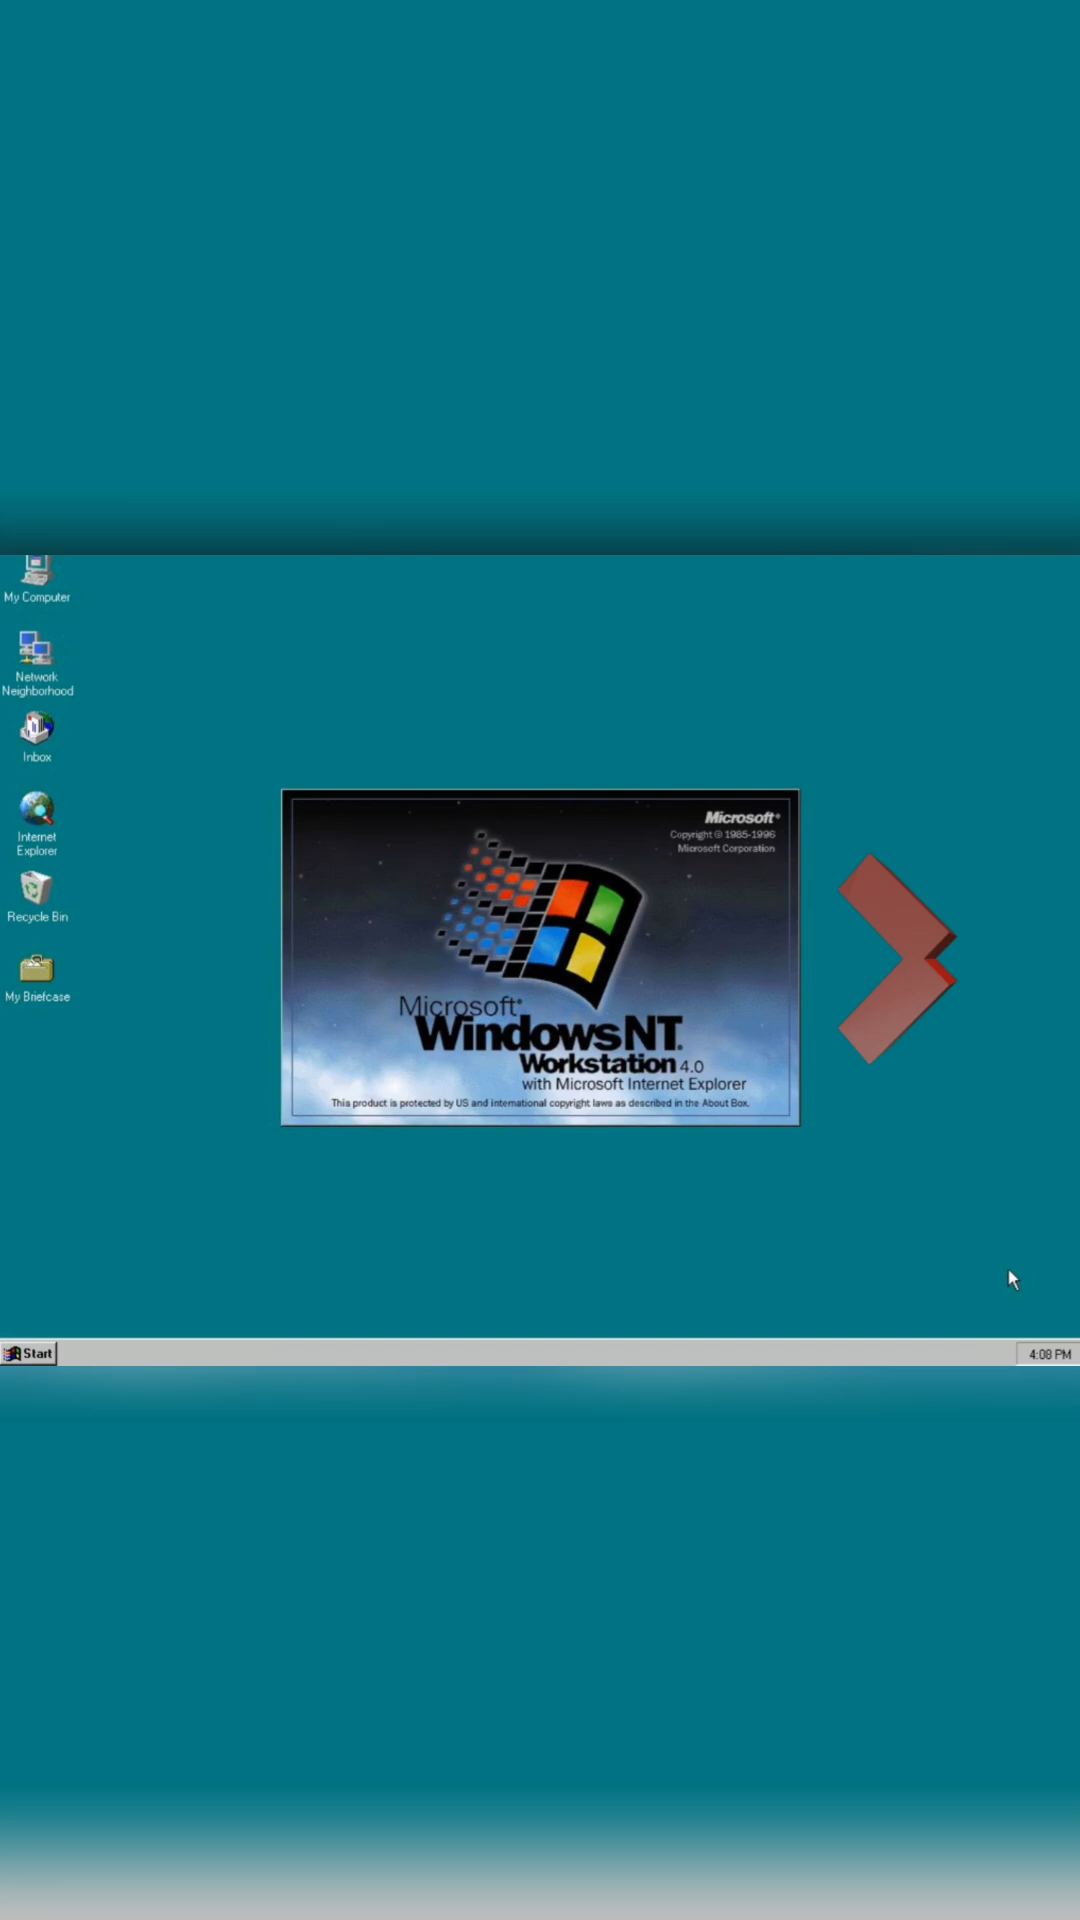 My Computer
Network
Neighborhood
Inbox
Internet
Explorer
Recycle Bin
My Briefcase
Microsoft®
Copyright © 1985-1996
Microsoft Corporation
Microsoft®
Windows NT®
Workstation 4.0
with Microsoft Internet Explorer
This product is protected by US and international copyright laws as described in the About Box.
Start
4:08 PM